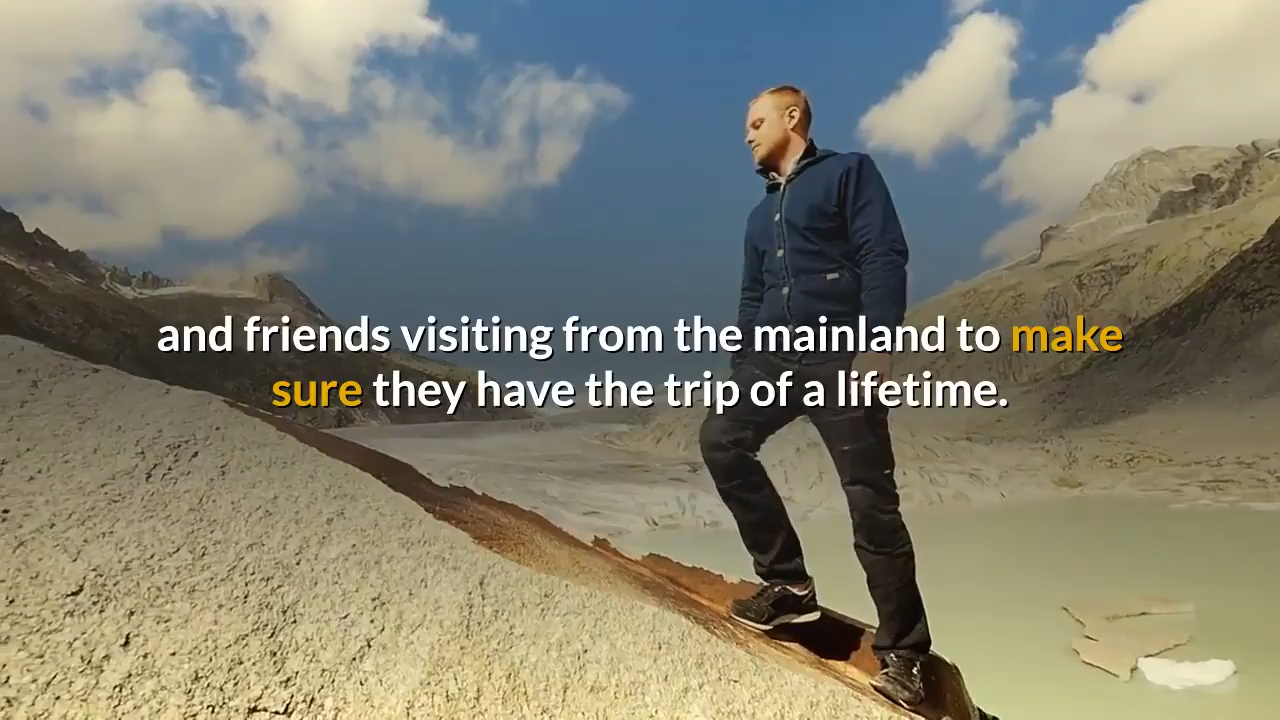 and friends visiting from the mainland to make
sure they have the trip of a lifetime.